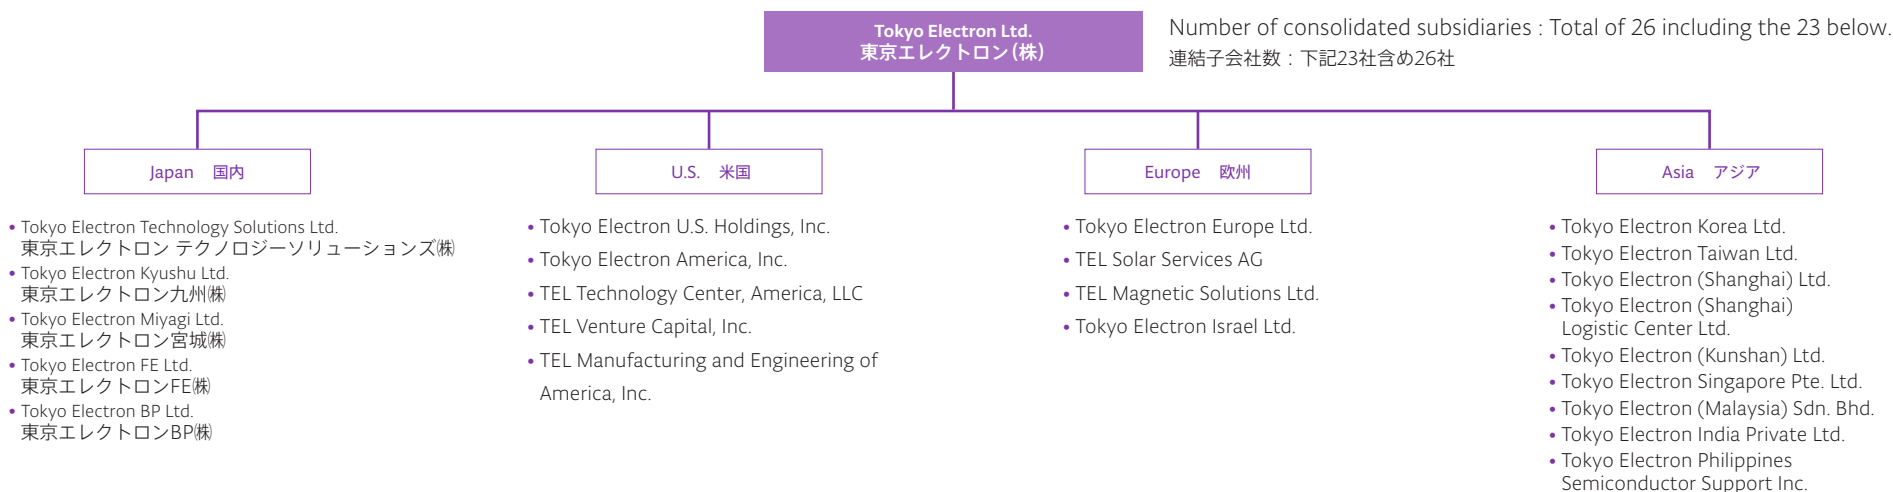 Tokyo Electron Ltd.
東京エレクトロン(株)
Number of consolidated subsidiaries : Total of 26 including the 23 below.
連結子会社数：下記23社含め26社
Japan 国内
• Tokyo Electron Technology Solutions Ltd.
東京エレクトロン テクノロジーソリューションズ㈱
• Tokyo Electron Kyushu Ltd.
東京エレクトロン九州㈱
• Tokyo Electron Miyagi Ltd.
東京エレクトロン宮城㈱
• Tokyo Electron FE Ltd.
東京エレクトロンFE㈱
• Tokyo Electron BP Ltd.
東京エレクトロンBP㈱
U.S. 米国
• Tokyo Electron U.S. Holdings, Inc.
• Tokyo Electron America, Inc.
• TEL Technology Center, America, LLC
• TEL Venture Capital, Inc.
• TEL Manufacturing and Engineering of
America, Inc.
Europe 欧州
• Tokyo Electron Europe Ltd.
• TEL Solar Services AG
• TEL Magnetic Solutions Ltd.
• Tokyo Electron Israel Ltd.
Asia アジア
• Tokyo Electron Korea Ltd.
• Tokyo Electron Taiwan Ltd.
• Tokyo Electron (Shanghai) Ltd.
• Tokyo Electron (Shanghai)
Logistic Center Ltd.
• Tokyo Electron (Kunshan) Ltd.
• Tokyo Electron Singapore Pte. Ltd.
• Tokyo Electron (Malaysia) Sdn. Bhd.
• Tokyo Electron India Private Ltd.
• Tokyo Electron Philippines
Semiconductor Support Inc.